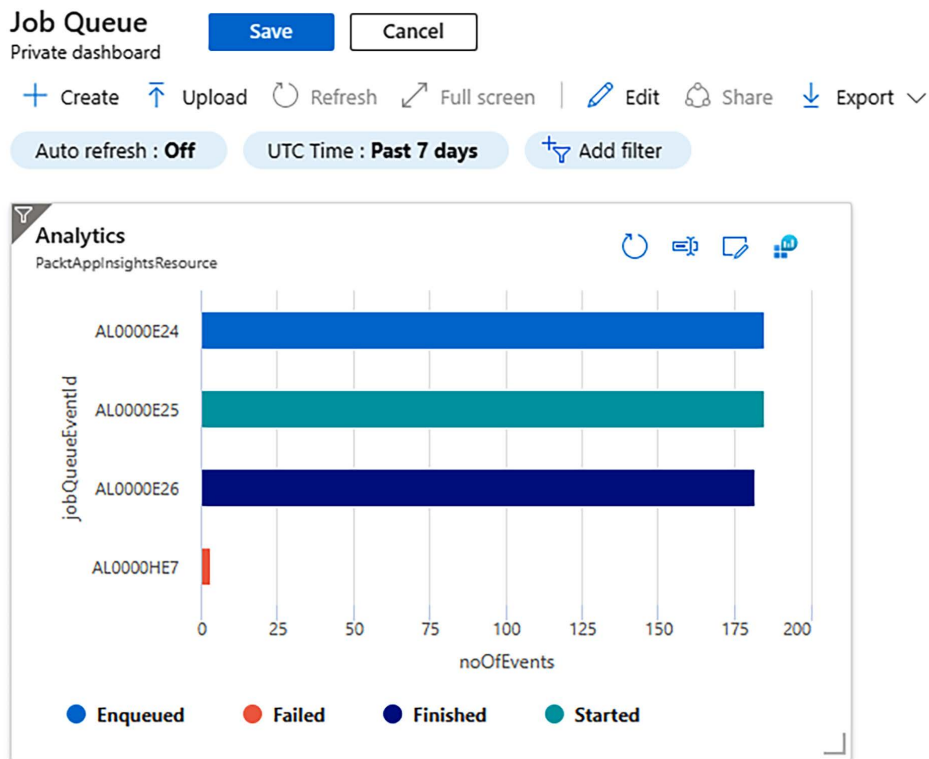 Job Queue
Private dashboard
Save
Cancel
Create
Upload
Refresh
Full screen
Edit
Share
Export
Auto refresh : Off
UTC Time : Past 7 days
Add filter
Analytics
PacktAppInsightsResource
jobQueueEventId
AL0000E24
AL0000E25
AL0000E26
AL0000HE7
0 25 50 75 100 125 150 175 200
noOfEvents
Enqueued
Failed
Finished
Started